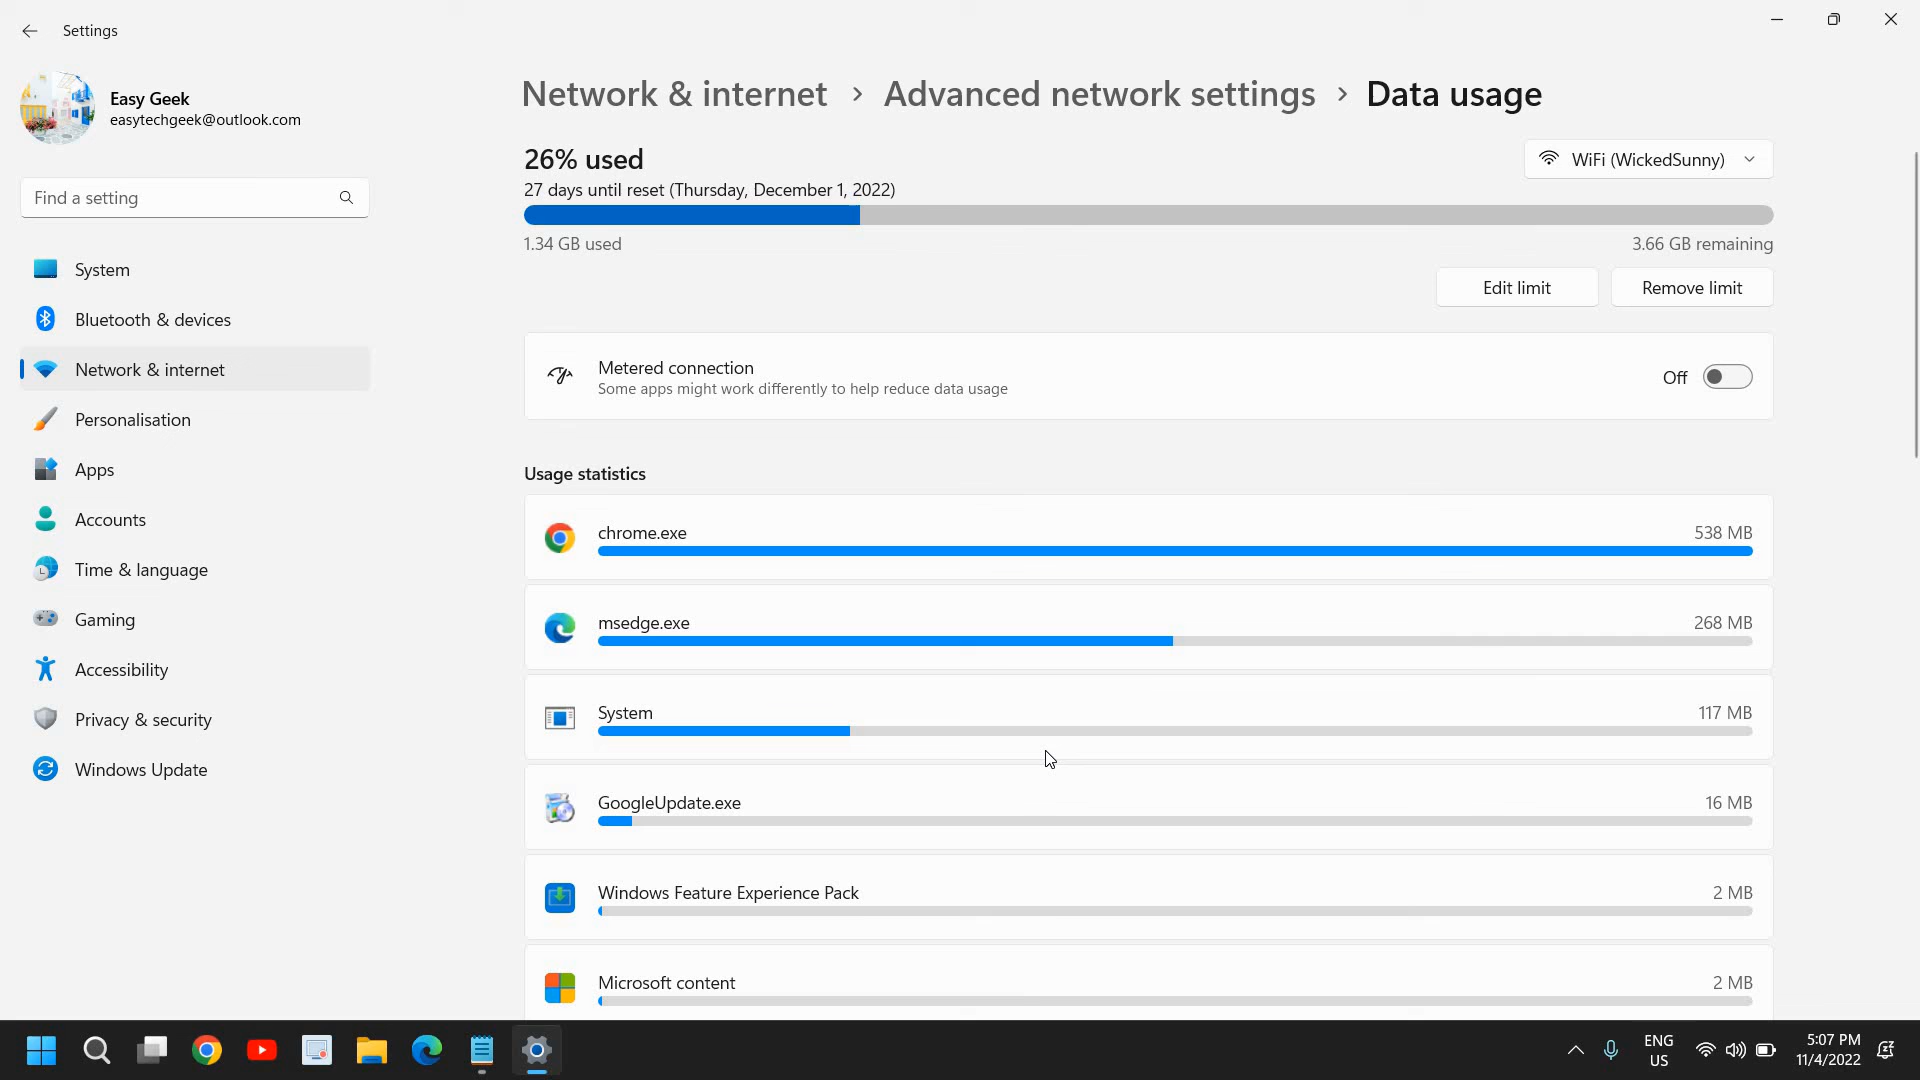 Settings
Easy Geek
easytechgeek@outlook.com
Find a setting
System
Bluetooth & devices
Network & internet
Personalisation
Apps
Accounts
Time & language
Gaming
Accessibility
Privacy & security
Windows Update
Network & internet > Advanced network settings > Data usage
26% used
WiFi (WickedSunny)
27 days until reset (Thursday, December 1, 2022)
1.34 GB used
3.66 GB remaining
Edit limit
Remove limit
Metered connection
Some apps might work differently to help reduce data usage
Off
Usage statistics
chrome.exe
538 MB
msedge.exe
268 MB
System
117 MB
GoogleUpdate.exe
16 MB
Windows Feature Experience Pack
2 MB
Microsoft content
2 MB
ENG
US
5:07 PM
11/4/2022